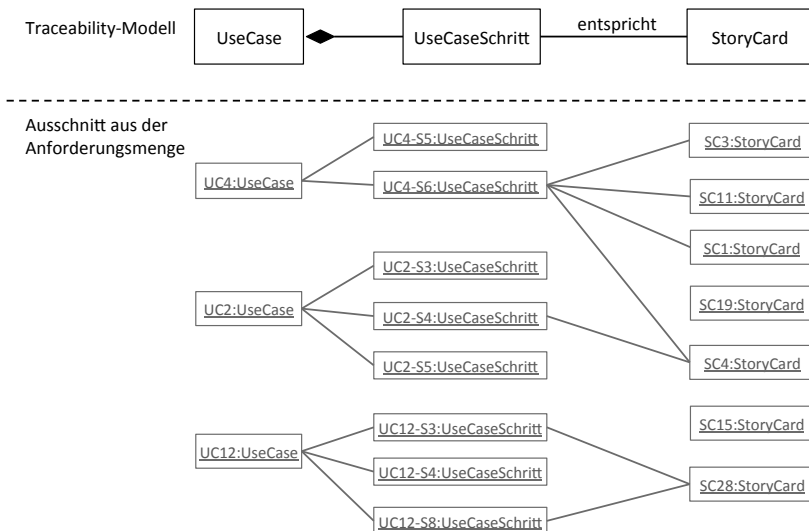 Traceability-Modell
UseCase
UseCaseSchritt
entspricht
StoryCard
Ausschnitt aus der
Anforderungsmenge
UC4:UseCase
UC4-S5:UseCaseSchritt
UC4-S6:UseCaseSchritt
SC3:StoryCard
SC11:StoryCard
SC1:StoryCard
UC2:UseCase
UC2-S3:UseCaseSchritt
UC2-S4:UseCaseSchritt
UC2-S5:UseCaseSchritt
SC19:StoryCard
SC4:StoryCard
UC12:UseCase
UC12-S3:UseCaseSchritt
UC12-S4:UseCaseSchritt
UC12-S8:UseCaseSchritt
SC15:StoryCard
SC28:StoryCard